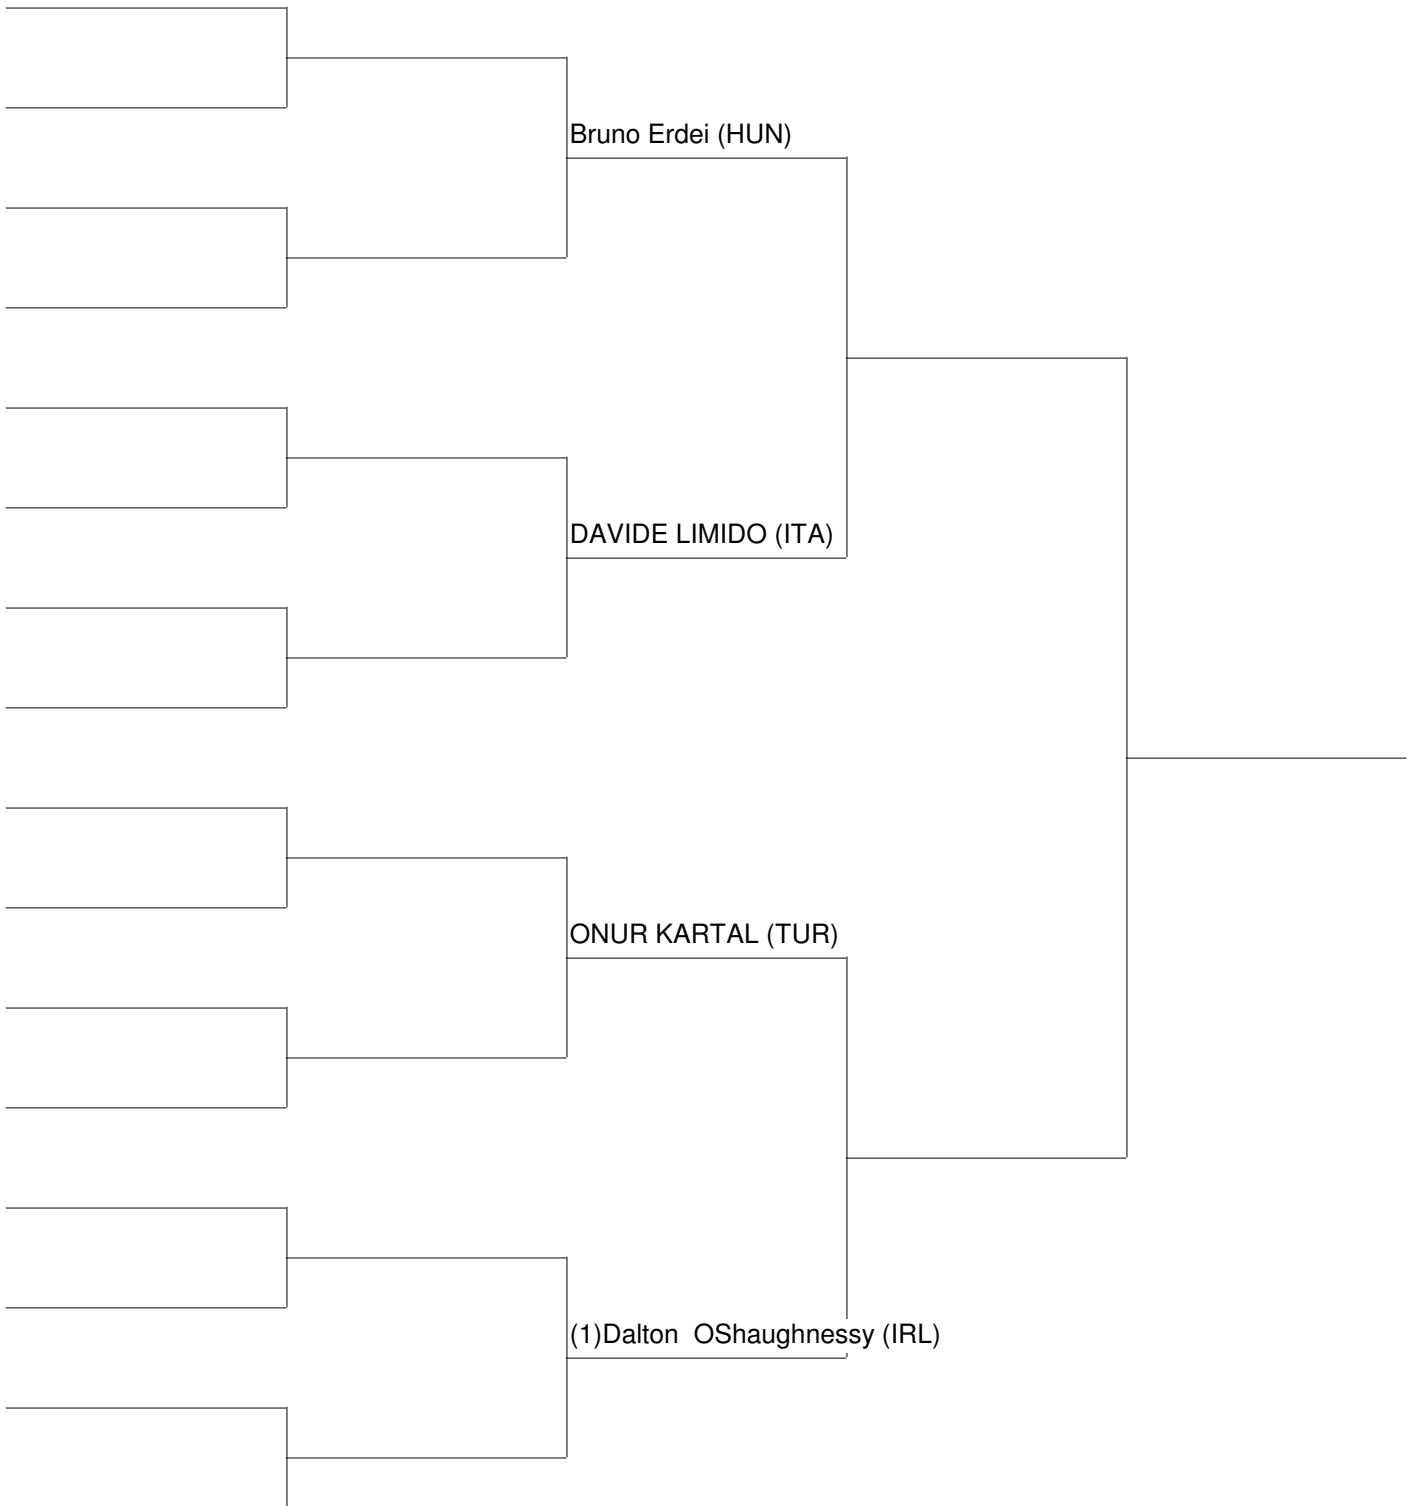 Bruno Erdei (HUN)
DAVIDE LIMIDO (ITA)
ONUR KARTAL (TUR)
(1)Dalton  OShaughnessy (IRL)